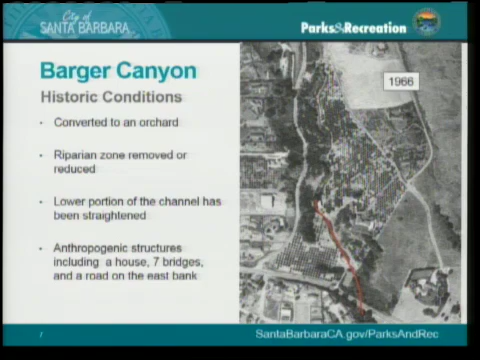 City of
SANTA BARBARA
Parks&Recreation
Barger Canyon
Historic Conditions
1966
• Converted to an orchard
• Riparian zone removed or
reduced
• Lower portion of the channel has
been straightened
• Anthropogenic structures
including a house, 7 bridges,
and a road on the east bank
7
SantaBarbaraCA.gov/ParksAndRec